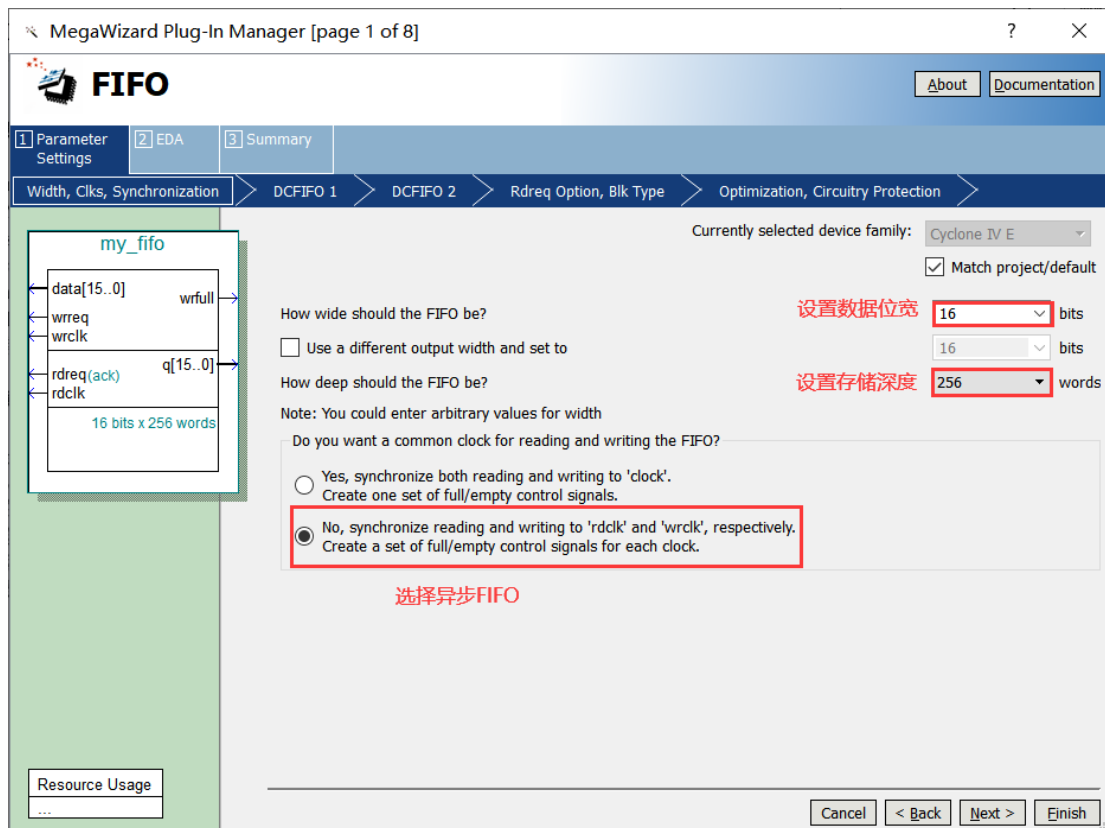 MegaWizard Plug-In Manager [page 1 of 8]
?
FIFO
About
Documentation
1 Parameter Settings
2 EDA
3 Summary
Width, Clks, Synchronization
DCFIFO 1
DCFIFO 2
Rdreq Option, Blk Type
Optimization, Circuitry Protection
my_fifo
data[15..0]
wrfull
wrreq
wrclk
q[15..0]
rdreq(ack)
rdclk
16 bits x 256 words
Currently selected device family:
Cyclone IV E
Match project/default
How wide should the FIFO be?
设置数据位宽
16
bits
Use a different output width and set to
16
bits
How deep should the FIFO be?
设置存储深度
256
words
Note: You could enter arbitrary values for width
Do you want a common clock for reading and writing the FIFO?
Yes, synchronize both reading and writing to 'clock'.
Create one set of full/empty control signals.
No, synchronize reading and writing to 'rdclk' and 'wrclk', respectively.
Create a set of full/empty control signals for each clock.
选择异步FIFO
Resource Usage
...
Cancel
< Back
Next >
Finish